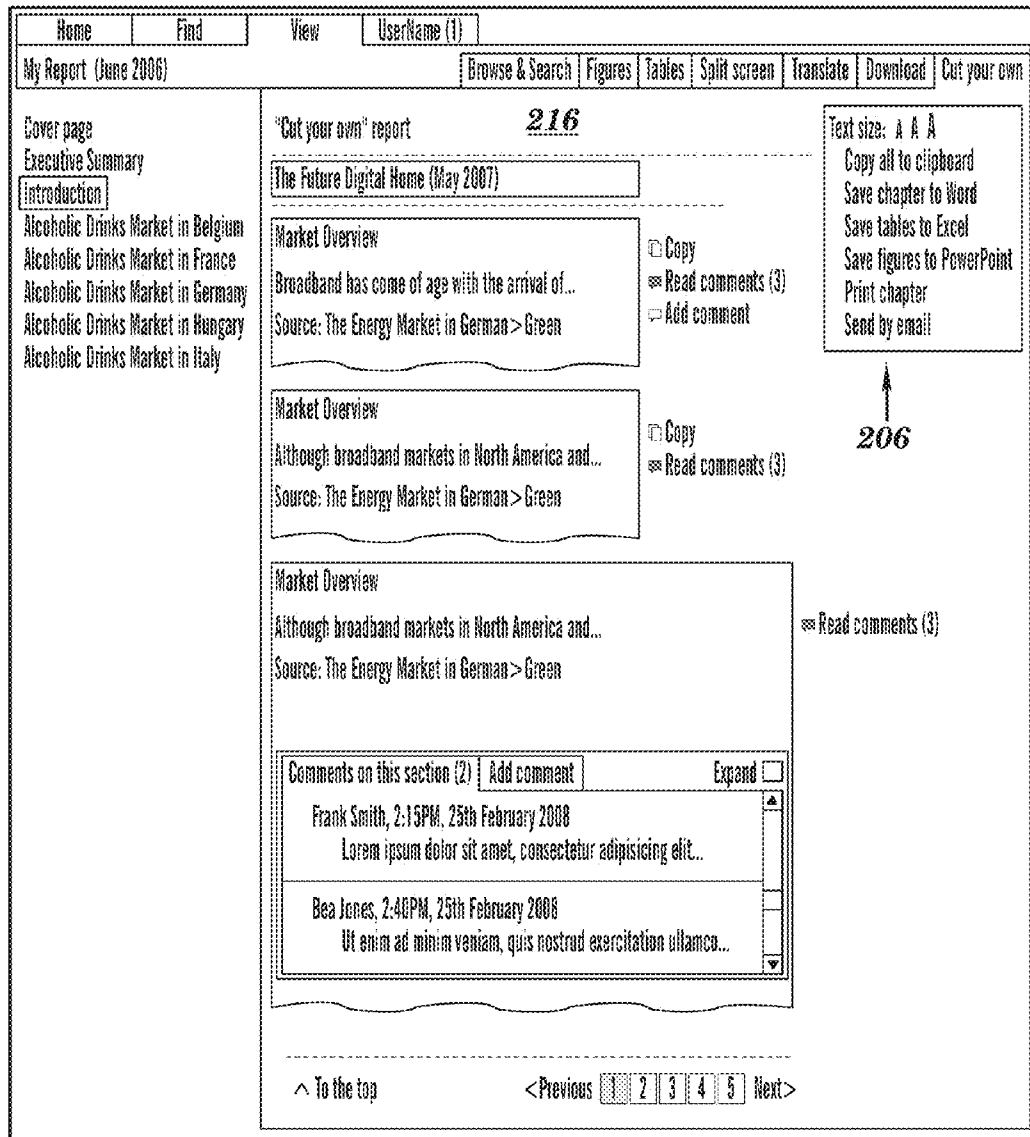 Home Find View UserName (1)
My Report (June 2006) Browse & Search Figures Tables Split screen Translate Download Cut your own
Cover page
Executive Summary
Introduction
Alcoholic Drinks Market in Belgium
Alcoholic Drinks Market in France
Alcoholic Drinks Market in Germany
Alcoholic Drinks Market in Hungary
Alcoholic Drinks Market in Italy
"Cut your own" report 216
The Future Digital Home (May 2007)
Market Overview
Broadband has come of age with the arrival of...
Source: The Energy Market in German > Green
Copy
Read comments (3)
Add comment
Market Overview
Although broadband markets in North America and...
Source: The Energy Market in German > Green
Copy
Read comments (3)
Market Overview
Although broadband markets in North America and...
Source: The Energy Market in German > Green
Read comments (3)
Comments on this section (2) Add comment Expand
Frank Smith, 2:15PM, 25th February 2008
Lorem ipsum dolor sit amet, consectetur adipisicing elit...
Bea Jones, 2:40PM, 25th February 2008
Ut enim ad minim veniam, quis nostrud exercitation ullamco...
^ To the top <Previous 1 2 3 4 5 Next>
Text size: A A A
Copy all to clipboard
Save chapter to Word
Save tables to Excel
Save figures to PowerPoint
Print chapter
Send by email
206